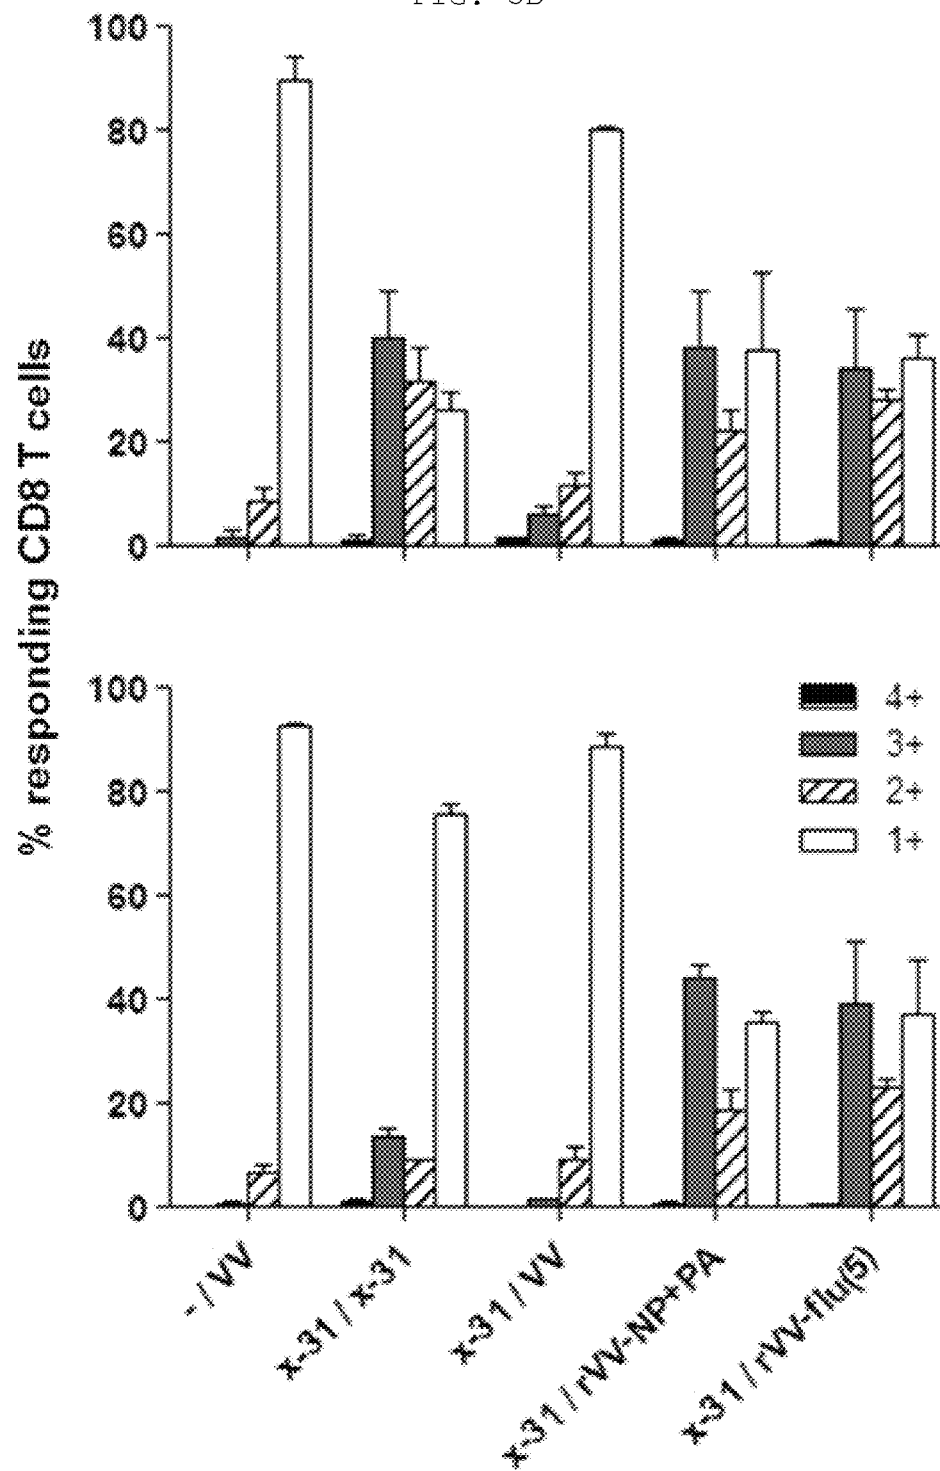 100
80
60
40
20
0
% responding CD8 T cells
100
80
60
40
20
0
4+
3+
2+
1+
- / VV
x-31 / x-31
x-31 / VV
x-31 / rVV-NP+PA
x-31 / rVV-flu(5)